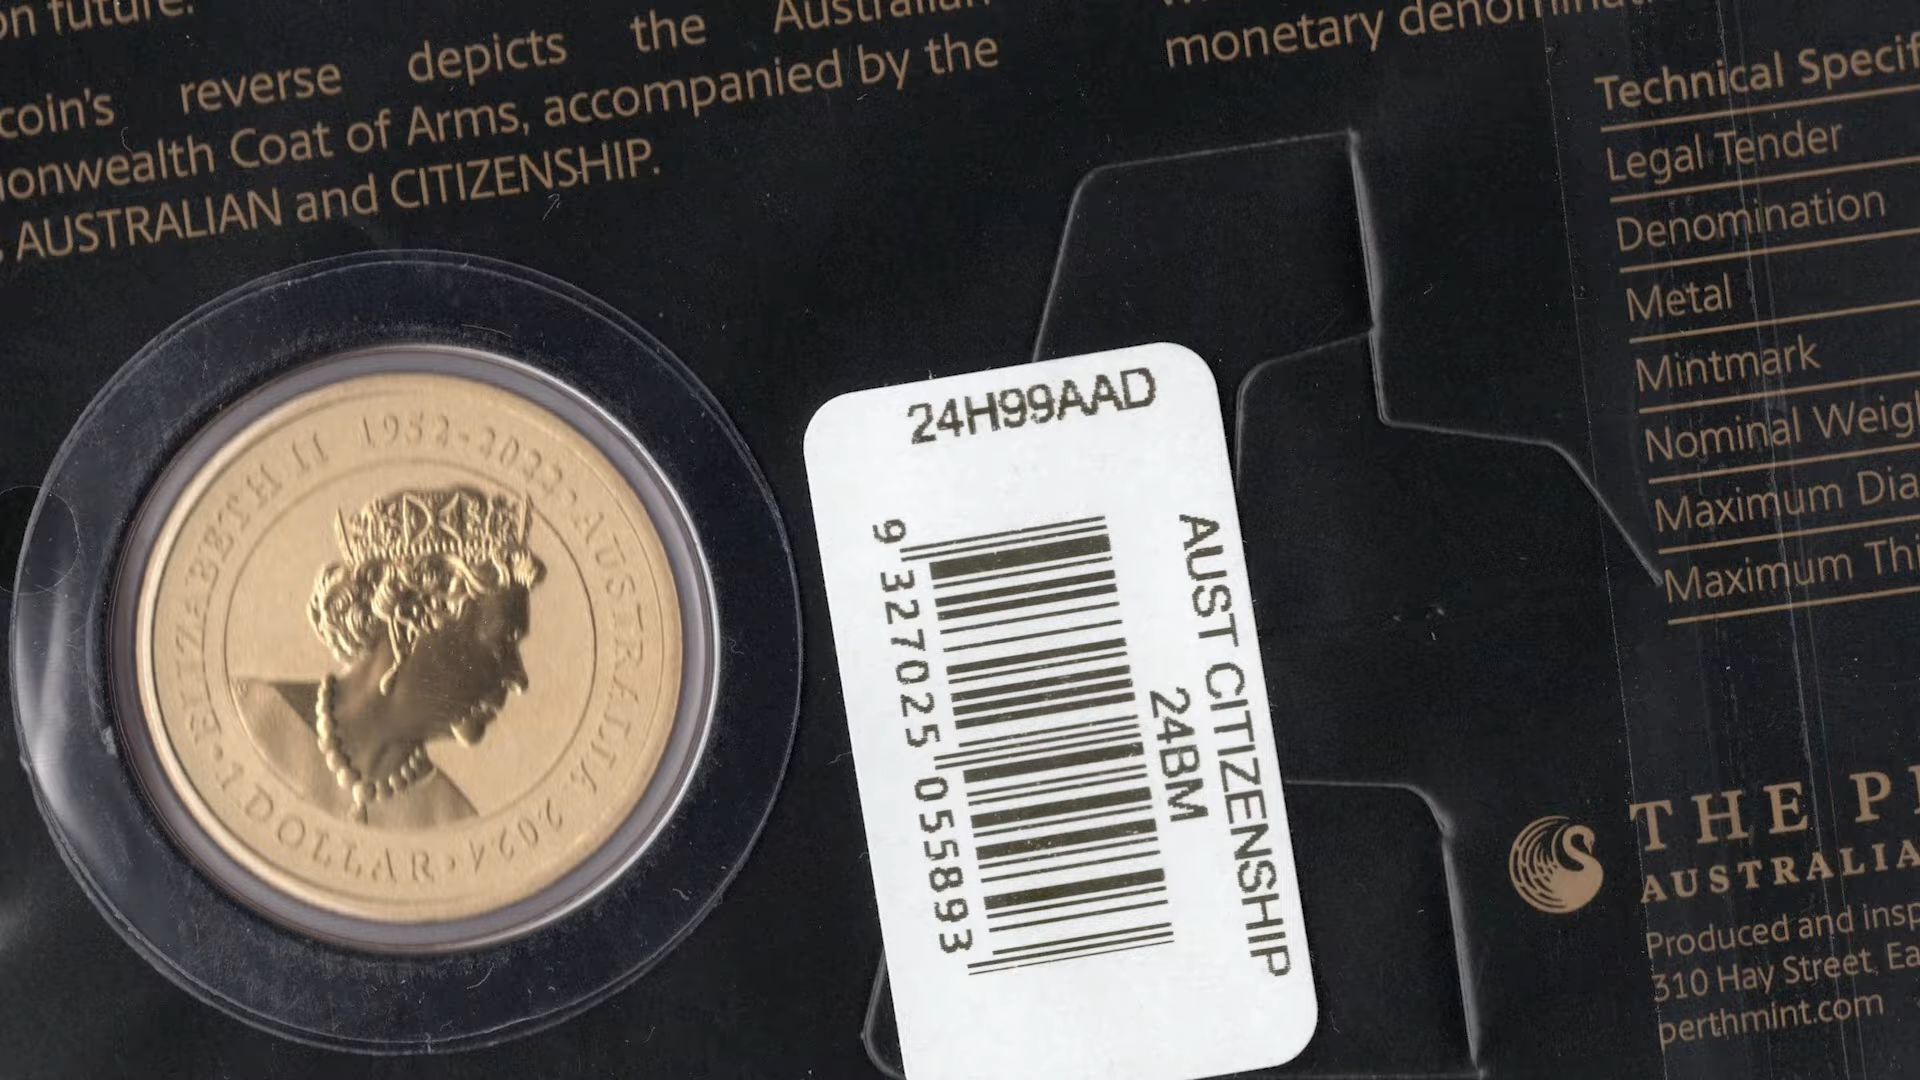 on future.
coin's reverse depicts the Australian
monwealth Coat of Arms, accompanied by the
AUSTRALIAN and CITIZENSHIP.
monetary denominat
Technical Specif
Legal Tender
Denomination
Metal
Mintmark
Nominal Weigh
Maximum Dia
Maximum Thi
ELIZABETH II 1952-2022 · AUSTRALIA 2024 · 1 DOLLAR ·
24H99AAD
AUST CITIZENSHIP
24BM
9 327025 055893
THE P
AUSTRALIA
Produced and insp
310 Hay Street, Ea
perthmint.com